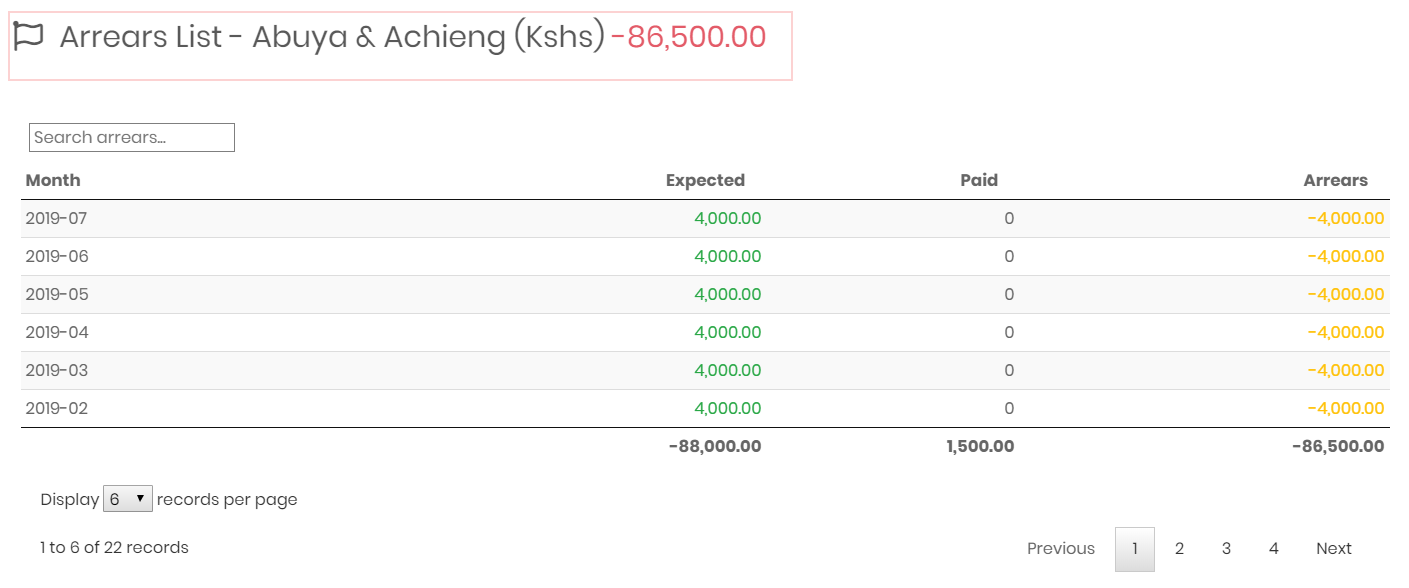 Arrears List - Abuya & Achieng (Kshs) -86,500.00
Search arrears...
Month Expected Paid Arrears
2019-07 4,000.00 0 -4,000.00
2019-06 4,000.00 0 -4,000.00
2019-05 4,000.00 0 -4,000.00
2019-04 4,000.00 0 -4,000.00
2019-03 4,000.00 0 -4,000.00
2019-02 4,000.00 0 -4,000.00
-88,000.00 1,500.00 -86,500.00
Display 6 records per page
1 to 6 of 22 records Previous 1 2 3 4 Next